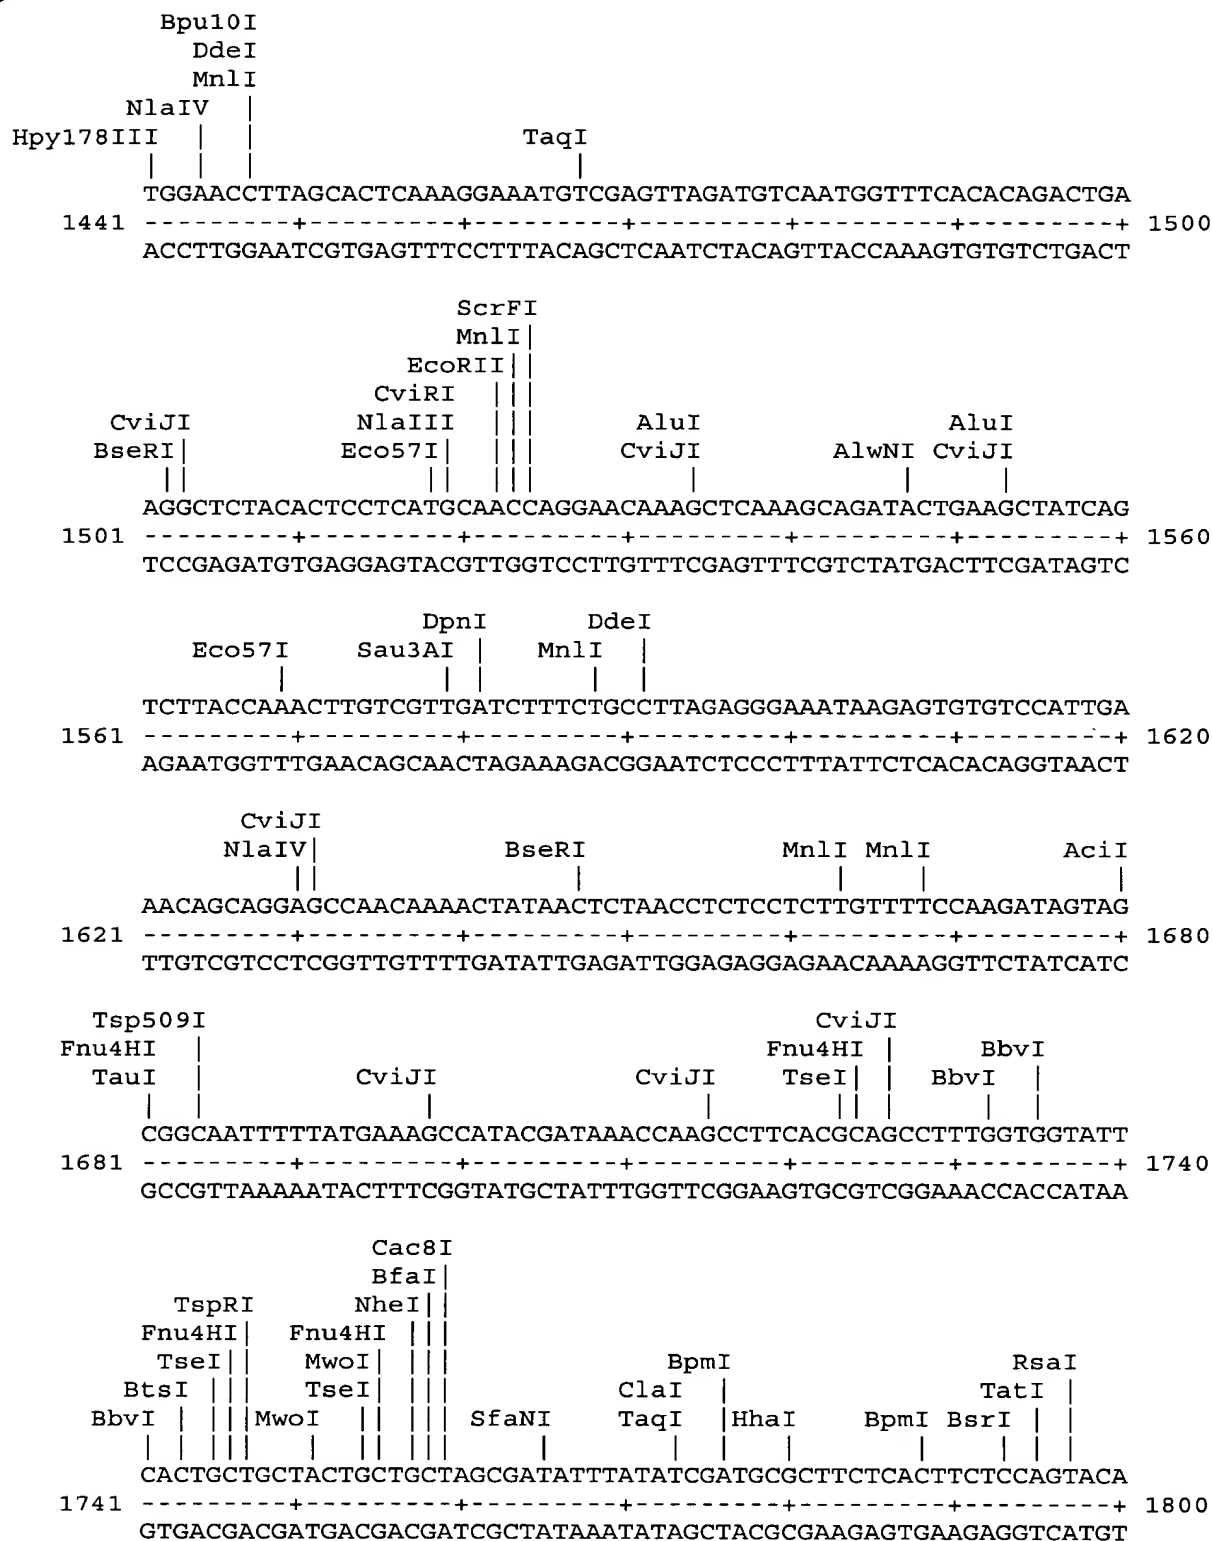 Bpu10I
DdeI
MnlI
NlaIV |
Hpy178III | | TaqI
| | | |
TGGAACCTTAGCACTCAAAGGAAATGTCGAGTTAGATGTCAATGGTTTCACACAGACTGA
1441 ---------+---------+---------+---------+---------+---------+ 1500
ACCTTGGAATCGTGAGTTTCCTTTACAGCTCAATCTACAGTTACCAAAGTGTGTCTGACT
ScrFI
MnlI|
EcoRII||
CviRI |||
CviJI NlaIII ||| AluI AluI
BseRI| Eco57I| ||| CviJI AlwNI CviJI
|| || ||| | | |
AGGCTCTACACTCCTCATGCAACCAGGAACAAAGCTCAAAGCAGATACTGAAGCTATCAG
1501 ---------+---------+---------+---------+---------+---------+ 1560
TCCGAGATGTGAGGAGTACGTTGGTCCTTGTTTCGAGTTTCGTCTATGACTTCGATAGTC
DpnI DdeI
Eco57I Sau3AI | MnlI |
| | | | |
TCTTACCAAACTTGTCGTTGATCTTTCTGCCTTAGAGGGAAATAAGAGTGTGTCCATTGA
1561 ---------+---------+---------+---------+---------+---------+ 1620
AGAATGGTTTGAACAGCAACTAGAAAGACGGAATCTCCCTTTATTCTCACACAGGTAACT
CviJI
NlaIV| BseRI MnlI MnlI AciI
|| | | | |
AACAGCAGGAGCCAACAAAACTATAACTCTAACCTCTCCTCTTGTTTTCCAAGATAGTAG
1621 ---------+---------+---------+---------+---------+---------+ 1680
TTGTCGTCCTCGGTTGTTTTGATATTGAGATTGGAGAGGAGAACAAAAGGTTCTATCATC
Tsp509I CviJI
Fnu4HI | Fnu4HI | BbvI
TauI | CviJI CviJI TseI| | BbvI |
| | | | || | | |
CGGCAATTTTTATGAAAGCCATACGATAAACCAAGCCTTCACGCAGCCTTTGGTGGTATT
1681 ---------+---------+---------+---------+---------+---------+ 1740
GCCGTTAAAAATACTTTCGGTATGCTATTTGGTTCGGAAGTGCGTCGGAAACCACCATAA
Cac8I
BfaI|
TspRI NheI||
Fnu4HI| Fnu4HI |||
TseI|| MwoI| ||| BpmI RsaI
BtsI ||| TseI| ||| ClaI | TatI |
BbvI | |||MwoI || ||| SfaNI TaqI |HhaI BpmI BsrI | |
| | ||| | || ||| | | | | | | | |
CACTGCTGCTACTGCTGCTAGCGATATTTATATCGATGCGCTTCTCACTTCTCCAGTACA
1741 ---------+---------+---------+---------+---------+---------+ 1800
GTGACGACGATGACGACGATCGCTATAAATATAGCTACGCGAAGAGTGAAGAGGTCATGT